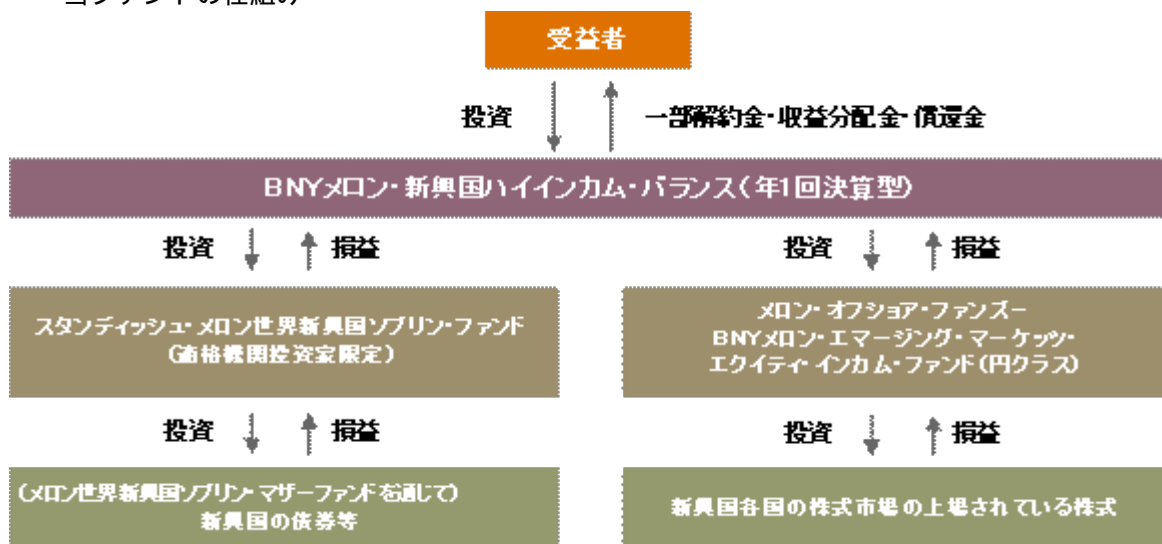 当ファンドの仕組み
受益者
投資
一部解約金・収益分配金・償還金
BNYメロン・新興国ハイインカム・バランス(年1回決算型)
投資
損益
投資
損益
スタンディッシュ・メロン世界新興国ソブリン・ファンド
(適格機関投資家限定)
メロン・オフショア・ファンズー
BNYメロン・エマージング・マーケッツ・
エクイティ・インカム・ファンド(円クラス)
投資
損益
投資
損益
(メロン世界新興国ソブリン・マザーファンドを通じて)
新興国の債券等
新興国各国の株式市場の上場されている株式